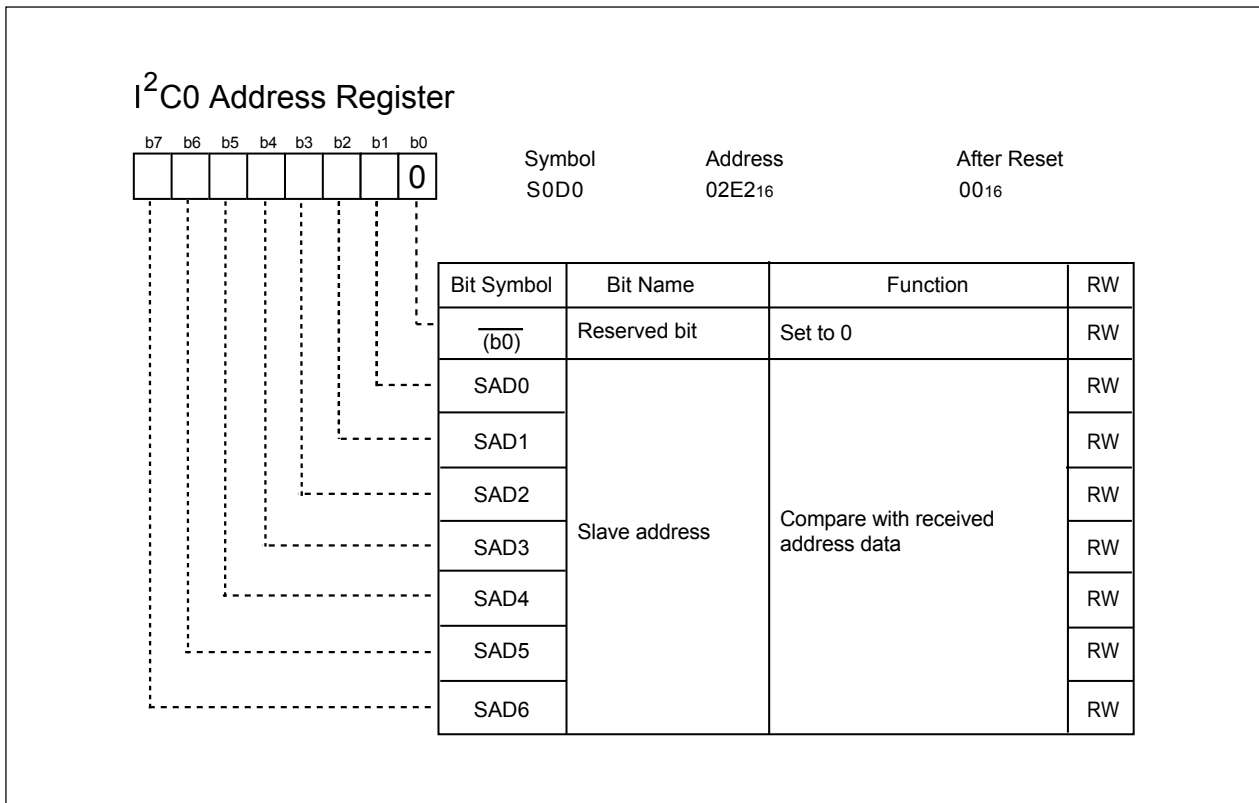 I2C0 Address Register
b7 b6 b5 b4 b3 b2 b1 b0
0
Symbol Address After Reset
S0D0 02E216 0016
Bit Symbol Bit Name Function RW
(b0) Reserved bit Set to 0 RW
SAD0 RW
SAD1 RW
SAD2 RW
Slave address Compare with received
address data
SAD3 RW
SAD4 RW
SAD5 RW
SAD6 RW